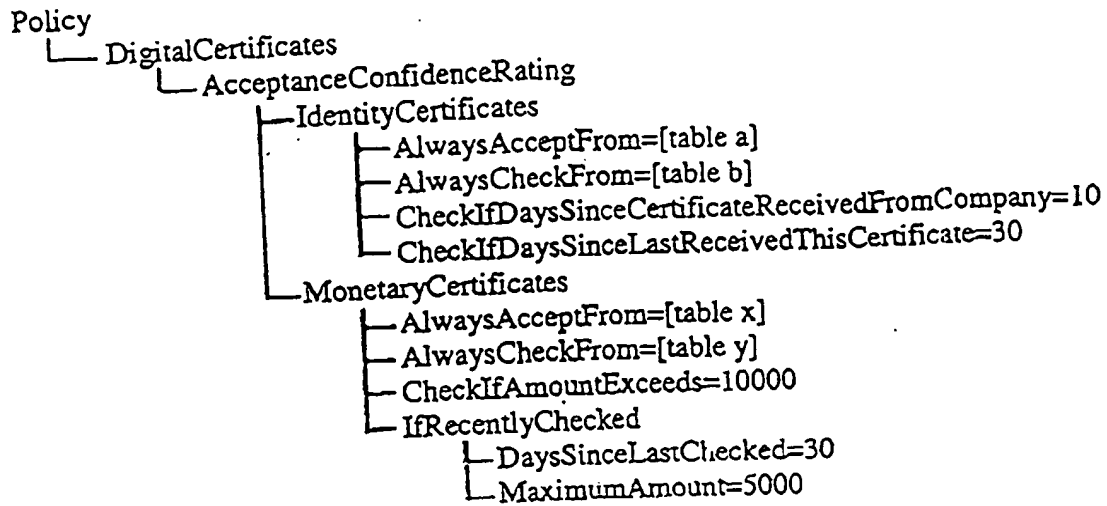 Policy
DigitalCertificates
AcceptanceConfidenceRating
IdentityCertificates
AlwaysAcceptFrom=[table a]
AlwaysCheckFrom=[table b]
CheckIfDaysSinceCertificateReceivedFromCompany=10
CheckIfDaysSinceLastReceivedThisCertificate=30
MonetaryCertificates
AlwaysAcceptFrom=[table x]
AlwaysCheckFrom=[table y]
CheckIfAmountExceeds=10000
IfRecentlyChecked
DaysSinceLastChecked=30
MaximumAmount=5000